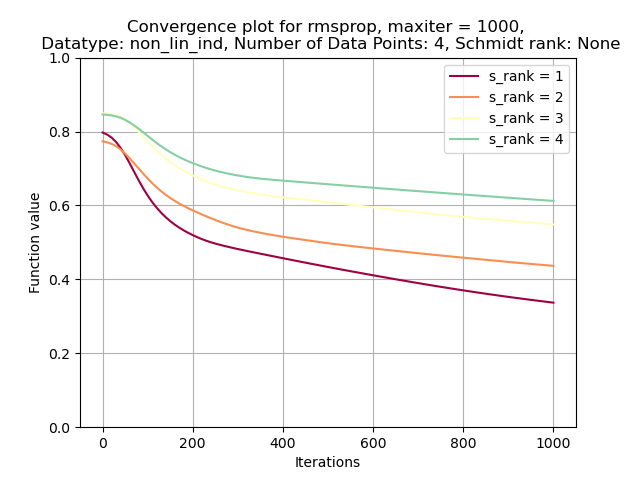 Convergence plot for rmsprop, maxiter = 1000,
Datatype: non_lin_ind, Number of Data Points: 4, Schmidt rank: None
s_rank = 1
s_rank = 2
s_rank = 3
s_rank = 4
1.0
0.8
0.6
0.4
0.2
0.0
Function value
0 200 400 600 800 1000
Iterations